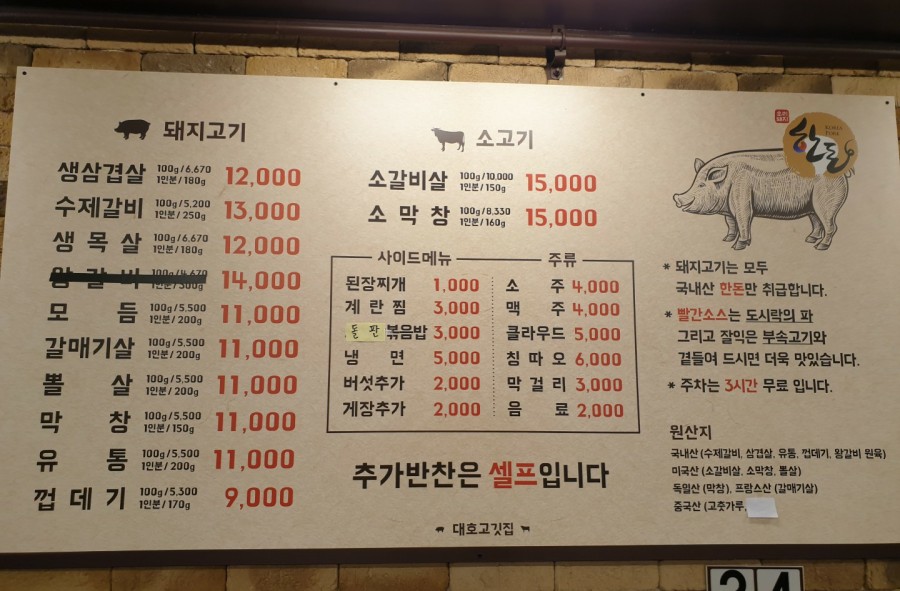 돼지고기
생삼겹살 100g/6,670 1인분/180g 12,000
수제갈비 100g/5,200 1인분/250g 13,000
생목살 100g/6,670 1인분/180g 12,000
왕갈비 100g/4,670 1인분/300g 14,000
모듬 100g/5,500 1인분/200g 11,000
갈매기살 100g/5,500 1인분/200g 11,000
뽈살 100g/5,500 1인분/200g 11,000
막창 100g/5,500 1인분/150g 11,000
유통 100g/5,500 1인분/200g 11,000
껍데기 100g/5,300 1인분/170g 9,000
소고기
소갈비살 100g/10,000 1인분/150g 15,000
소막창 100g/8,330 1인분/160g 15,000
사이드메뉴
된장찌개 1,000
계란찜 3,000
돌판볶음밥 3,000
냉면 5,000
버섯추가 2,000
게장추가 2,000
주류
소주 4,000
맥주 4,000
클라우드 5,000
칭따오 6,000
막걸리 3,000
음료 2,000
추가반찬은 셀프입니다
대호고깃집
한돈
* 돼지고기는 모두
국내산 한돈만 취급합니다.
* 빨간소스는 도시락의 파
그리고 잘익은 부속고기와
곁들여 드시면 더욱 맛있습니다.
* 주차는 3시간 무료 입니다.
원산지
국내산 (수제갈비, 삼겹살, 유통, 껍데기, 왕갈비 원육)
미국산 (소갈비살, 소막창, 뽈살)
독일산 (막창), 프랑스산 (갈매기살)
중국산 (고춧가루,
24